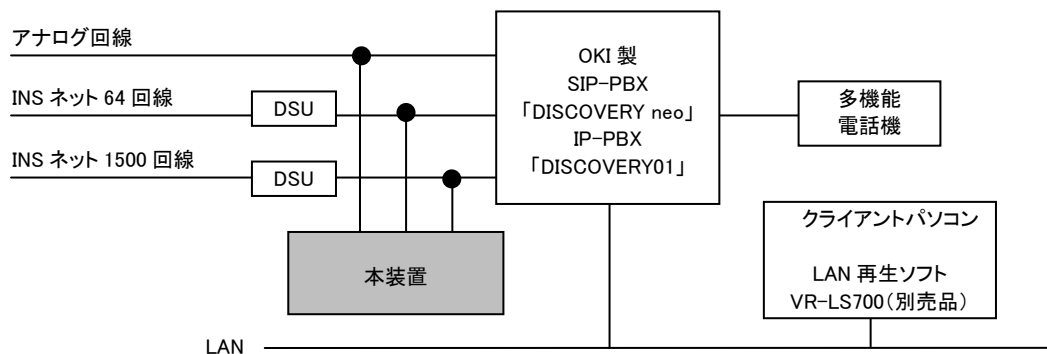 アナログ回線
INS ネット 64 回線
DSU
INS ネット 1500 回線
DSU
OKI 製
SIP-PBX
「DISCOVERY neo」
IP-PBX
「DISCOVERY01」
多機能
電話機
本装置
クライアントパソコン
LAN 再生ソフト
VR-LS700（別売品）
LAN